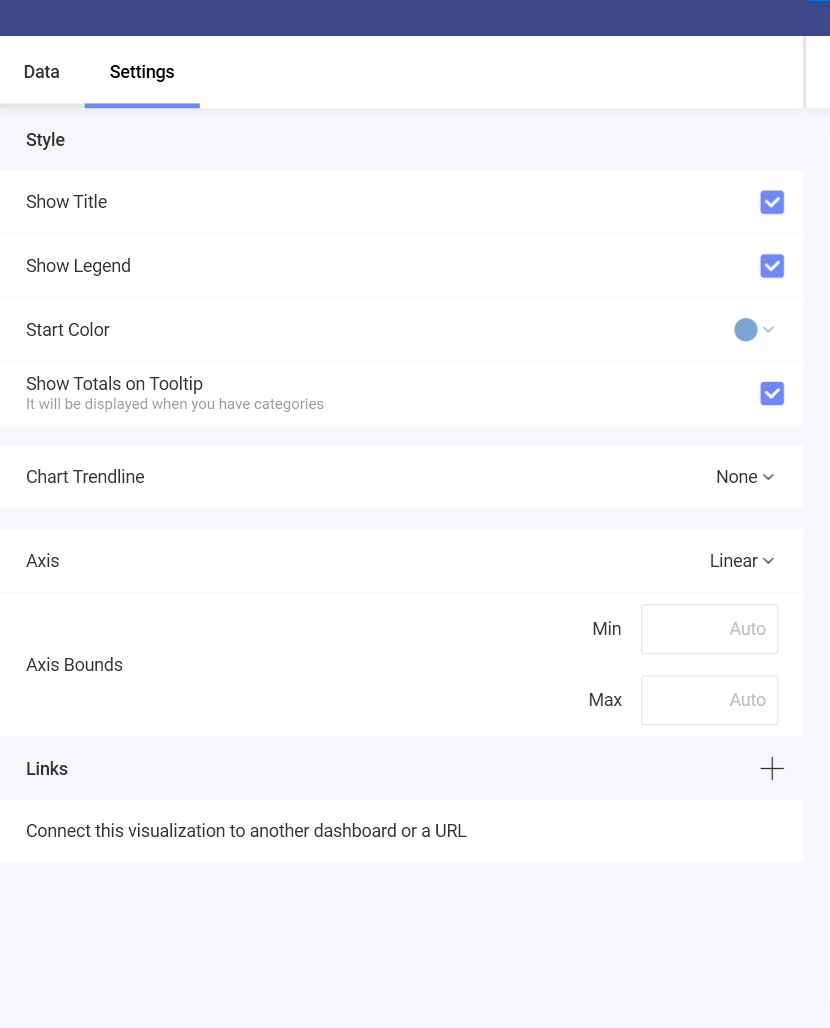 Data Settings
Style
Show Title
Show Legend
Start Color
Show Totals on Tooltip
It will be displayed when you have categories
Chart Trendline None
Axis Linear
Axis Bounds
Min Auto
Max Auto
Links
Connect this visualization to another dashboard or a URL